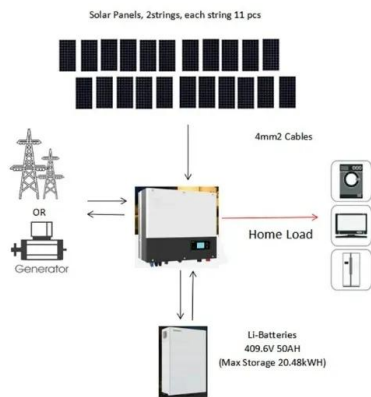 Solar Panels, 2strings, each string 11 pcs
4mm2 Cables
OR
Generator
Home Load
Li-Batteries
409.6V 50AH
(Max Storage 20.48kWH)